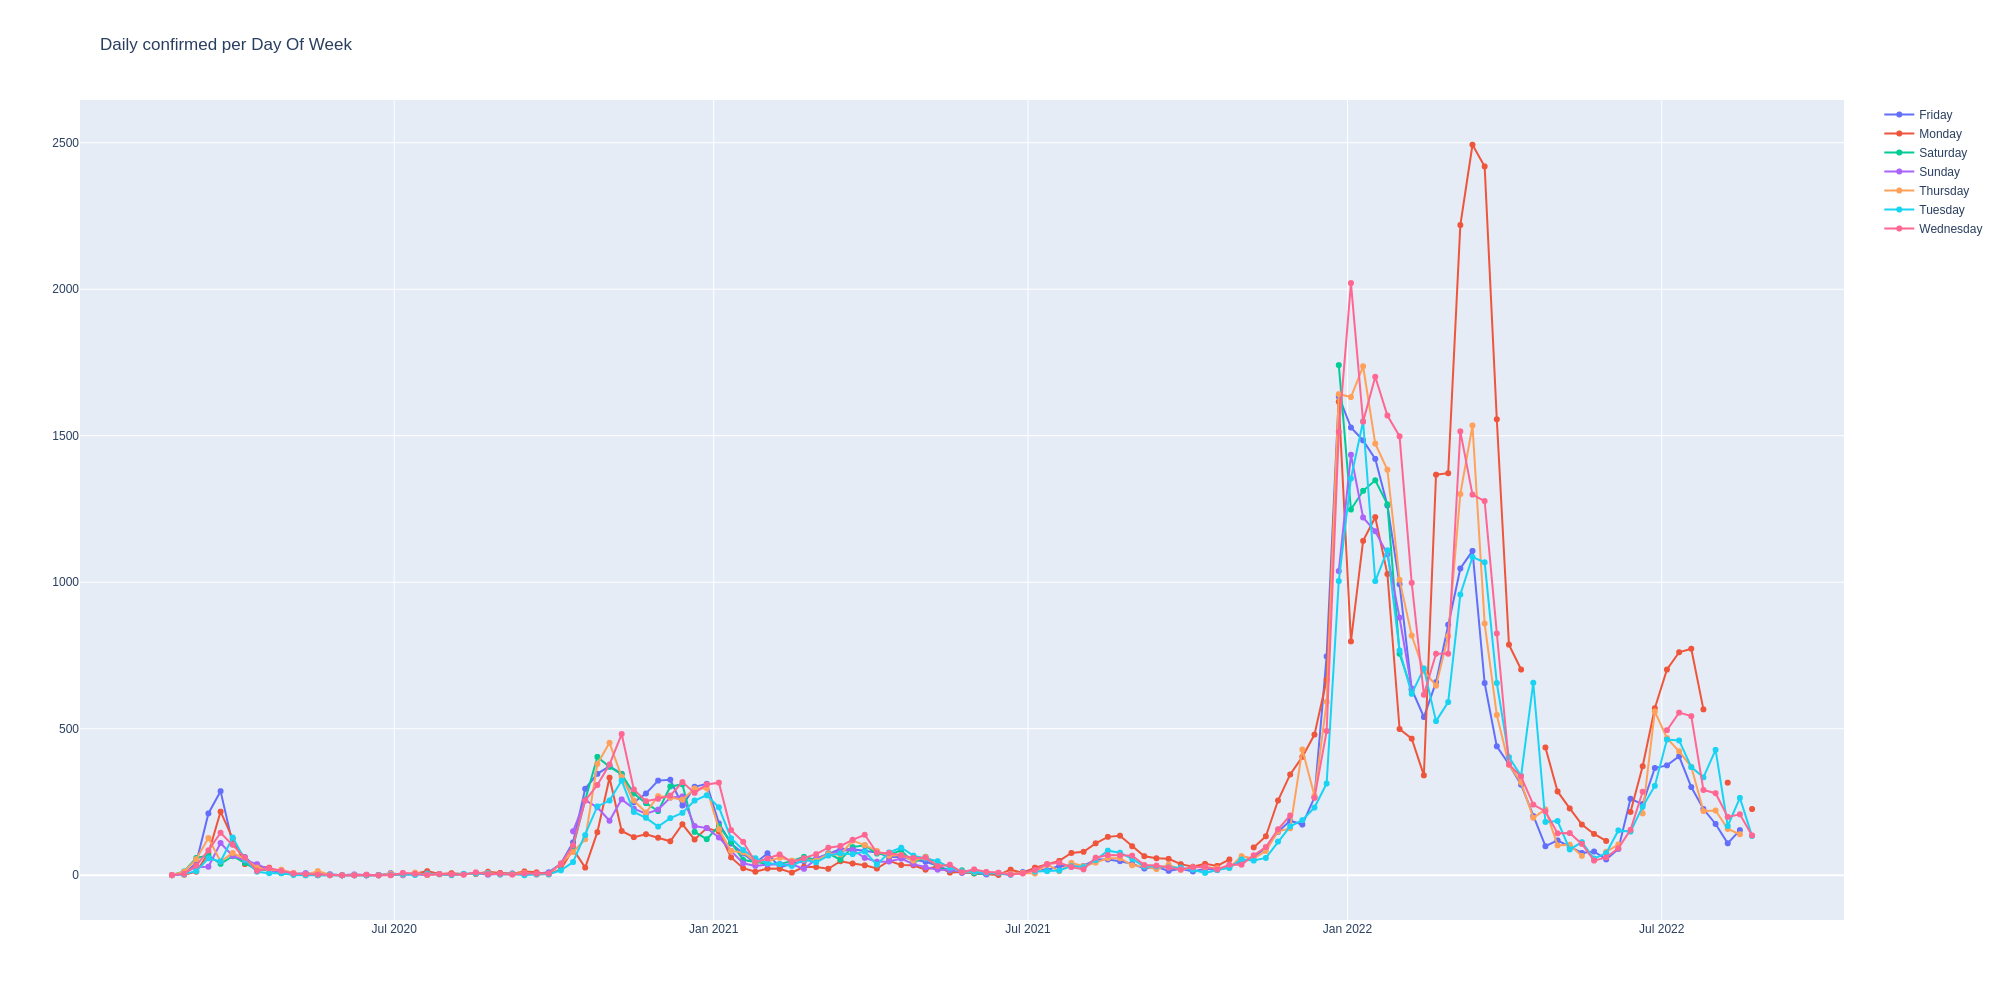 Daily confirmed per Day Of Week
2500
2000
1500
1000
500
0
Jul 2020
Jan 2021
Jul 2021
Jan 2022
Jul 2022
Friday
Monday
Saturday
Sunday
Thursday
Tuesday
Wednesday